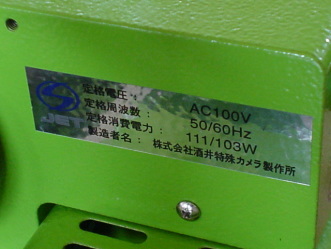 定格電圧： AC100V
定格周波数： 50/60Hz
定格消費電力： 111/103W
製造者名： 株式会社酒井特殊カメラ製作所
JET